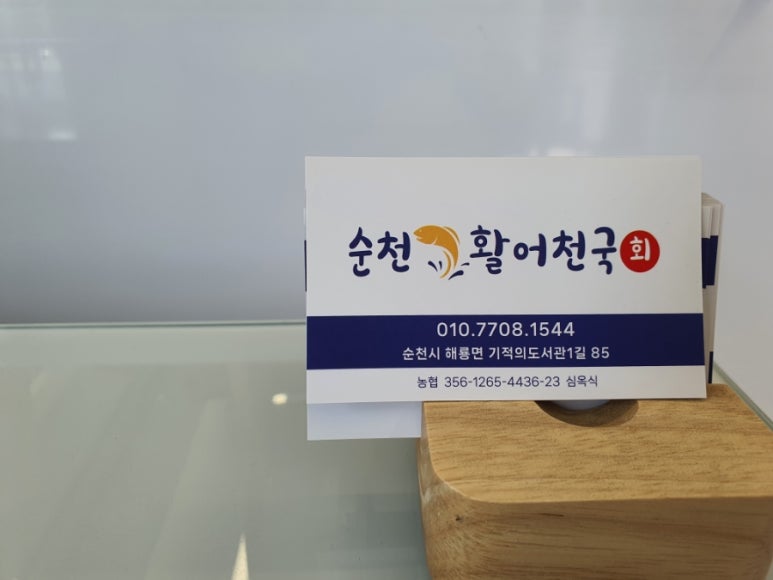 순천 활어천국 회
010.7708.1544
순천시 해룡면 기적의도서관1길 85
농협 356-1265-4436-23 심옥식